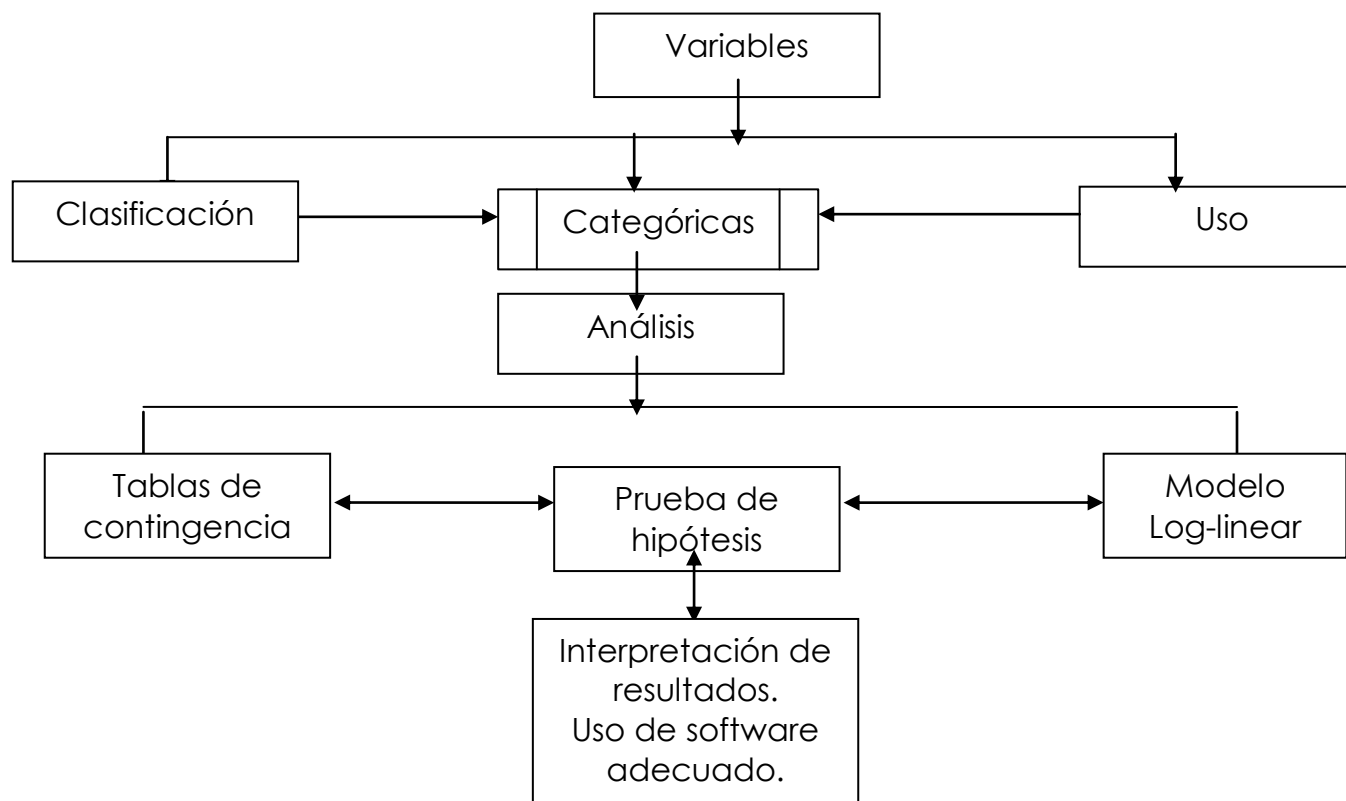 Variables
Clasificación
Categóricas
Uso
Análisis
Tablas de
contingencia
Prueba de
hipótesis
Modelo
Log-linear
Interpretación de
resultados.
Uso de software
adecuado.